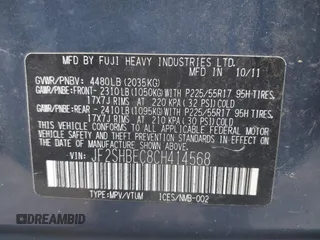 MFD BY FUJI HEAVY INDUSTRIES LTD. 10/11
GVWR/PNBV: 4480LB (2035KG)
GAWR/PNBE:FRONT- 2310LB(1050KG)WITH P225/55R17 95H-TIRES.
17X7J RIMS AT 220 KPA( 32 PSI) COLD
GAWR/PNBE:REAR - 2410LB(1095KG)WITH P225/55R17 95H TIRES.
17X7J RIMS AT 210 KPA( PSI) COLD
THIS VEHICLE CONFORMS TO ALL APPLICABLE FEDERAL
MOTOR VEHICLE SAFETY,
THEFT PREVENTION STANDARDS IN EFFECT ON THE DATE OF
MANUFACTURE SHOWN ABOVE.
VIN: JF2SHBEC8CH414568
TYPE:MPV/VTUM ICES/NMB-002
© DREAMBID